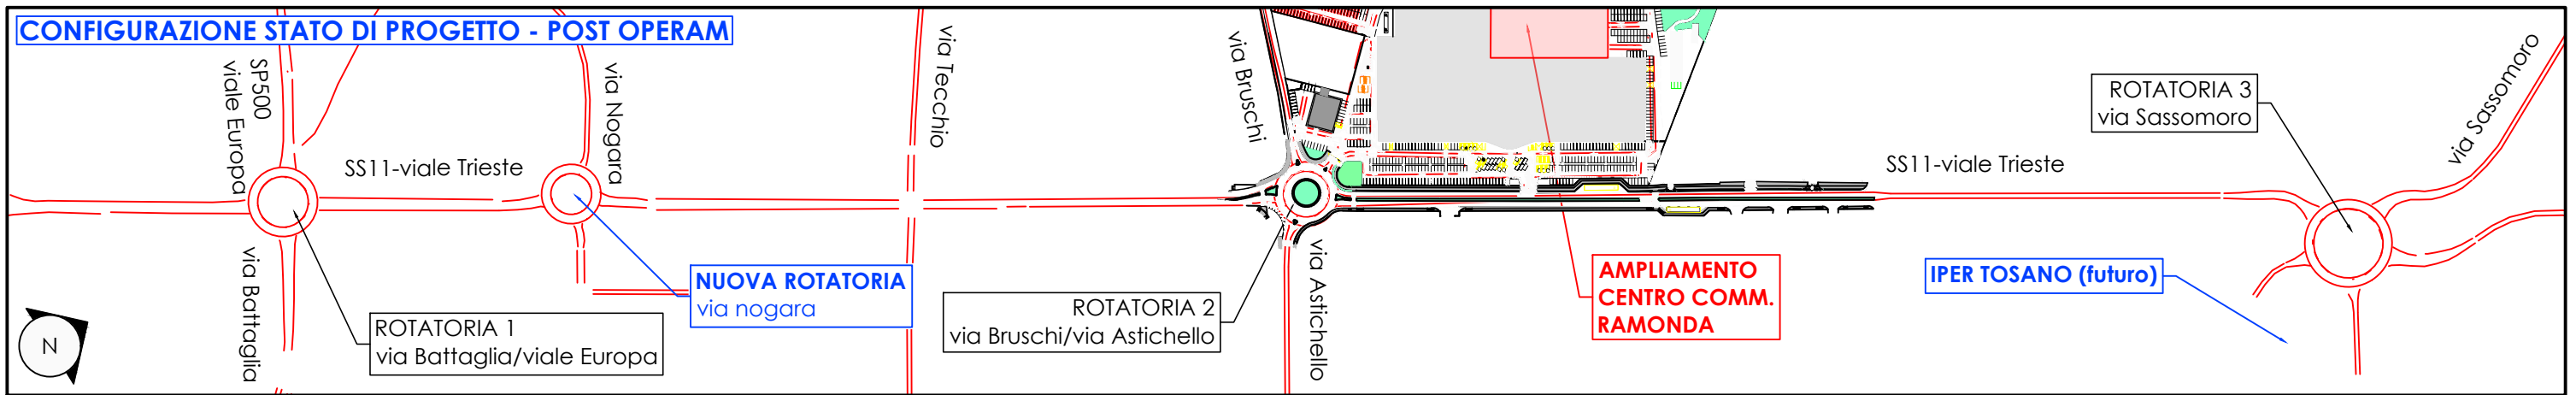 CONFIGURAZIONE STATO DI PROGETTO - POST OPERAM
SP500
viale Europa
via Nogara
via Tecchio
via Bruschi
SS11-viale Trieste
via Battaglia
NUOVA ROTATORIA
via nogara
ROTATORIA 1
via Battaglia/viale Europa
N
ROTATORIA 2
via Bruschi/via Astichello
via Astichello
AMPLIAMENTO
CENTRO COMM.
RAMONDA
SS11-viale Trieste
ROTATORIA 3
via Sassomoro
via Sassomoro
IPER TOSANO (futuro)